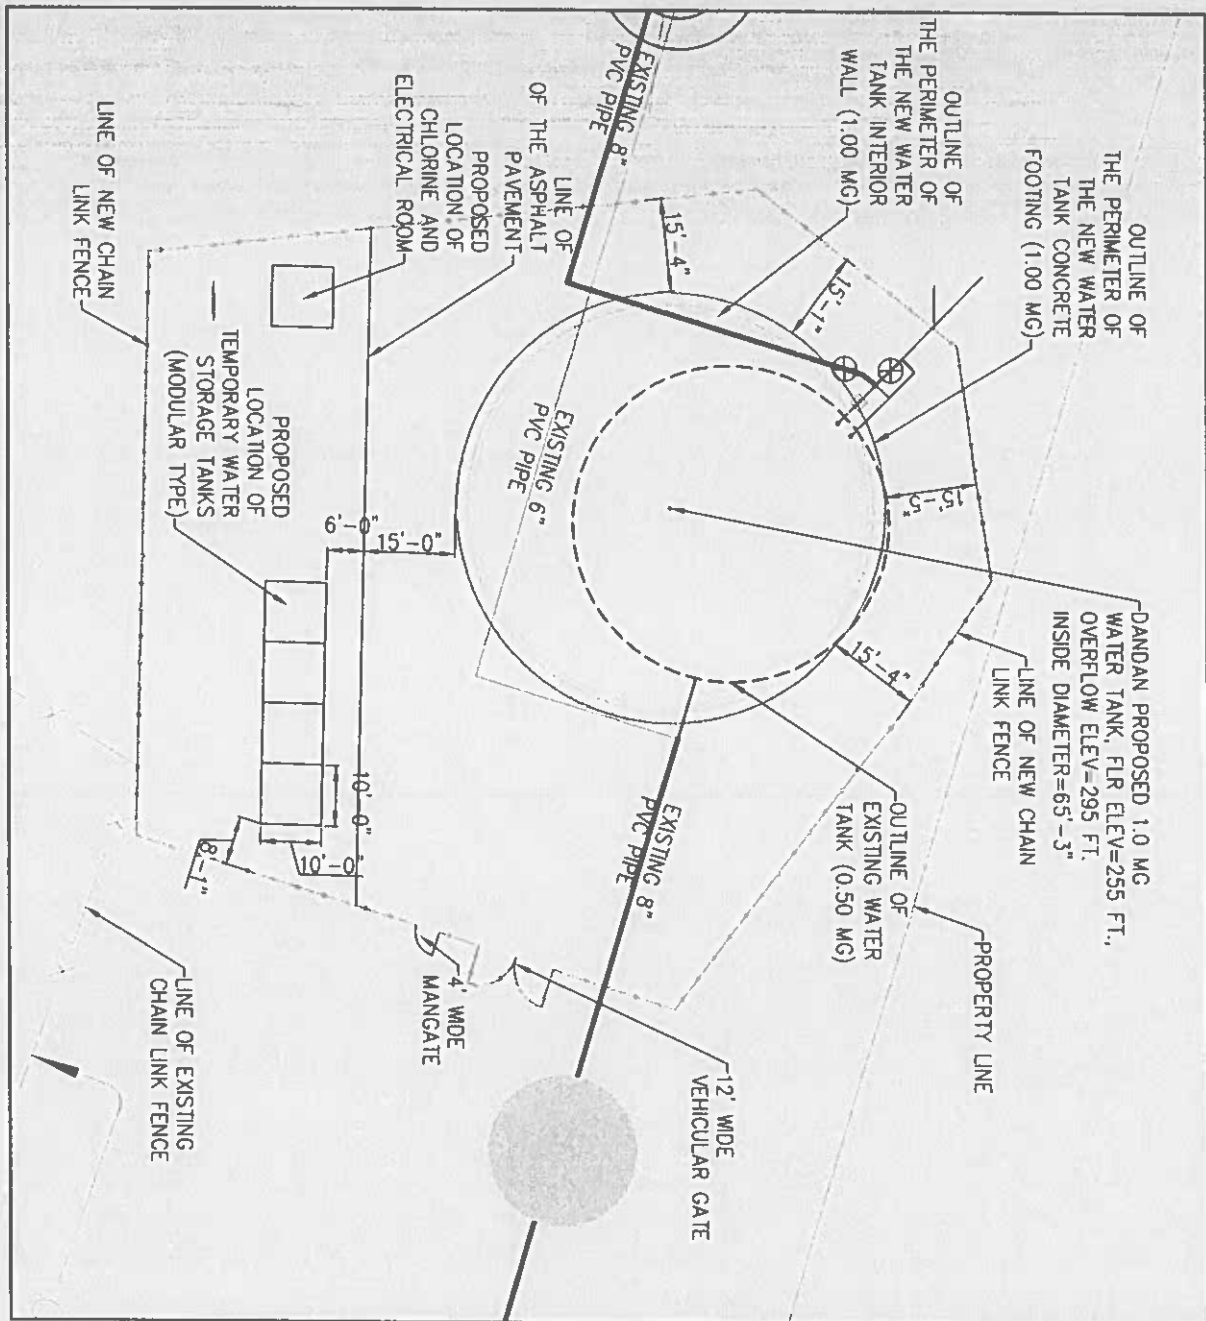 OUTLINE OF
THE PERIMETER OF
THE NEW WATER
TANK CONCRETE
FOOTING (1.00 MG)
OUTLINE OF
THE PERIMETER OF
THE NEW WATER
TANK INTERIOR
WALL (1.00 MG)
LINE OF
OF THE ASPHALT
PAVEMENT
PROPOSED
LOCATION OF
CHLORINE AND
ELECTRICAL ROOM
LINE OF NEW CHAIN
LINK FENCE
EXISTING 8"
PVC PIPE
15'-4"
15'-1"
15'-5"
15'-4"
EXISTING 6"
PVC PIPE
PROPOSED
LOCATION OF
TEMPORARY WATER
STORAGE TANKS
(MODULAR TYPE)
6'-0"
15'-0"
DANDAN PROPOSED 1.0 MG
WATER TANK, FLR ELEV=255 FT.,
OVERFLOW ELEV=295 FT.
INSIDE DIAMETER=65'-3"
LINE OF NEW CHAIN
LINK FENCE
OUTLINE OF
EXISTING WATER
TANK (0.50 MG)
EXISTING 8"
PVC PIPE
10'-0"
10'-0"
8'-1"
PROPERTY LINE
4' WIDE
MANGATE
12' WIDE
VEHICULAR GATE
LINE OF EXISTING
CHAIN LINK FENCE